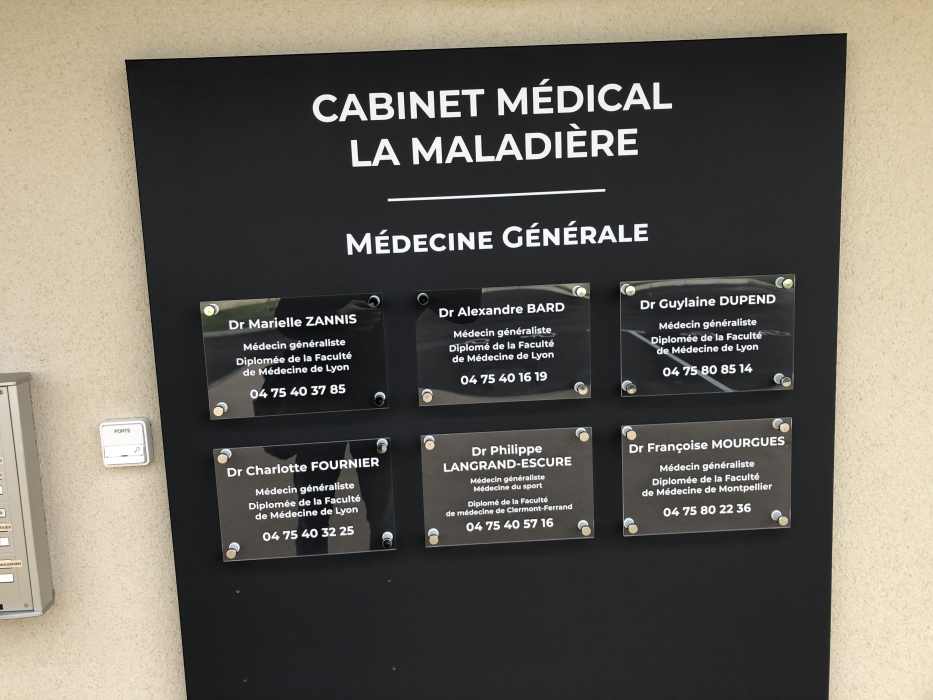 CABINET MÉDICAL
LA MALADIÈRE
MÉDECINE GÉNÉRALE
Dr Marielle ZANNIS
Médecin généraliste
Diplomée de la Faculté
de Médecine de Lyon
04 75 40 37 85
Dr Alexandre BARD
Médecin généraliste
Diplomé de la Faculté
de Médecine de Lyon
04 75 40 16 19
Dr Guylaine DUPEND
Médecin généraliste
Diplomée de la Faculté
de Médecine de Lyon
04 75 80 85 14
Dr Charlotte FOURNIER
Médecin généraliste
Diplomée de la Faculté
de Médecine de Lyon
04 75 40 32 25
Dr Philippe
LANGRAND-ESCURE
Médecin généraliste
Médecine du sport
Diplomé de la Faculté
de médecine de Clermont-Ferrand
04 75 40 57 16
Dr Françoise MOURGUES
Médecin généraliste
Diplomée de la Faculté
de Médecine de Montpellier
04 75 80 22 36
PORTE